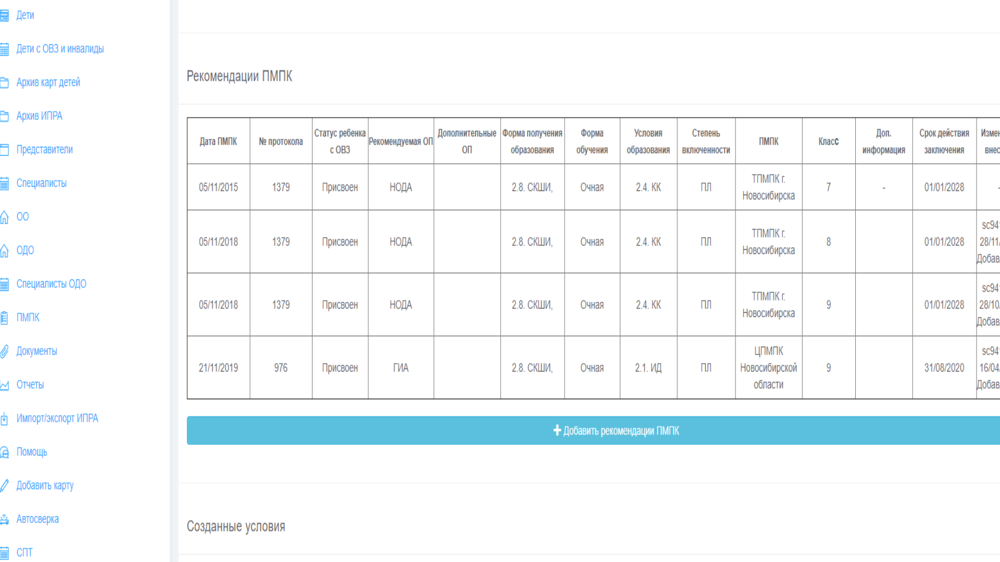 Дети
Дети с ОВЗ и инвалиды
Архив карт детей
Архив ИПРА
Представители
Специалисты
ОО
ОДО
Специалисты ОДО
ПМПК
Документы
Отчеты
Импорт/экспорт ИПРА
Помощь
Добавить карту
Автосверка
СПТ
Рекомендации ПМПК
Дата ПМПК № протокола Статус ребенка с ОВЗ Рекомендуемая ОП Дополнительные ОП Форма получения образования Форма обучения Условия образования Степень включенности ПМПК Класс Доп. информация Срок действия заключения
05/11/2015 1379 Присвоен НОДА 2.8. СКШИ, Очная 2.4. КК ПЛ ТПМПК г. Новосибирска 7 - 01/01/2028 -
05/11/2018 1379 Присвоен НОДА 2.8. СКШИ, Очная 2.4. КК ПЛ ТПМПК г. Новосибирска 8 01/01/2028 sc94 28/11/ Добав
05/11/2018 1379 Присвоен НОДА 2.8. СКШИ, Очная 2.4. КК ПЛ ТПМПК г. Новосибирска 9 01/01/2028 sc94 28/10/ Добав
21/11/2019 976 Присвоен ГИА 2.8. СКШИ, Очная 2.1. ИД ПЛ ЦПМПК Новосибирской области 9 31/08/2020 sc94 16/04/ Добав
Добавить рекомендации ПМПК
Созданные условия